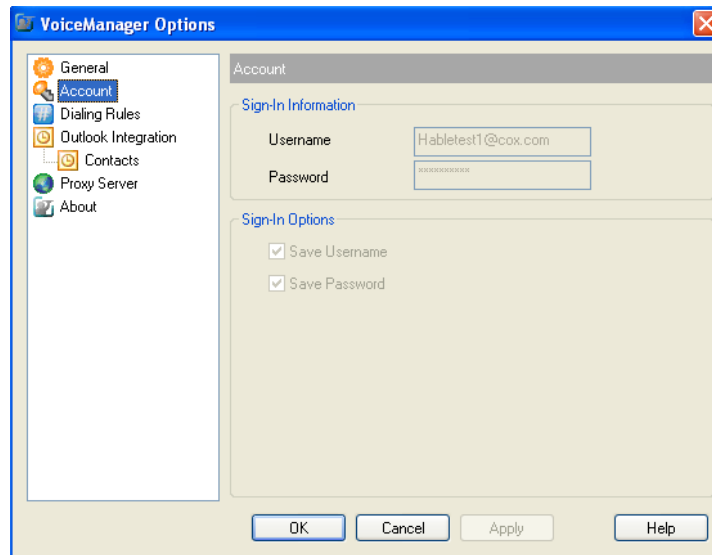 VoiceManager Options
General
Account
Dialing Rules
Outlook Integration
Contacts
Proxy Server
About
Account
Sign-In Information
Username
Habletest1@cox.com
Password
××××××××××
Sign-In Options
Save Username
Save Password
OK
Cancel
Apply
Help